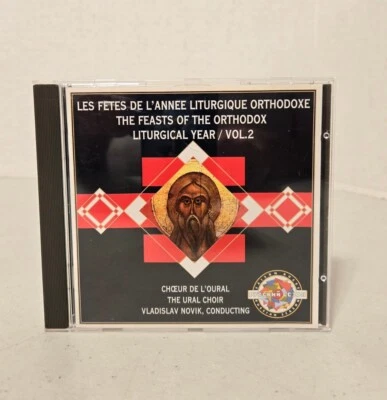 LES FETES DE L'ANNEE LITURGIQUE ORTHODOXE
THE FEASTS OF THE ORTHODOX
LITURGICAL YEAR / VOL.2
CHŒUR DE L'OURAL
THE URAL CHOIR
VLADISLAV NOVIK, CONDUCTING